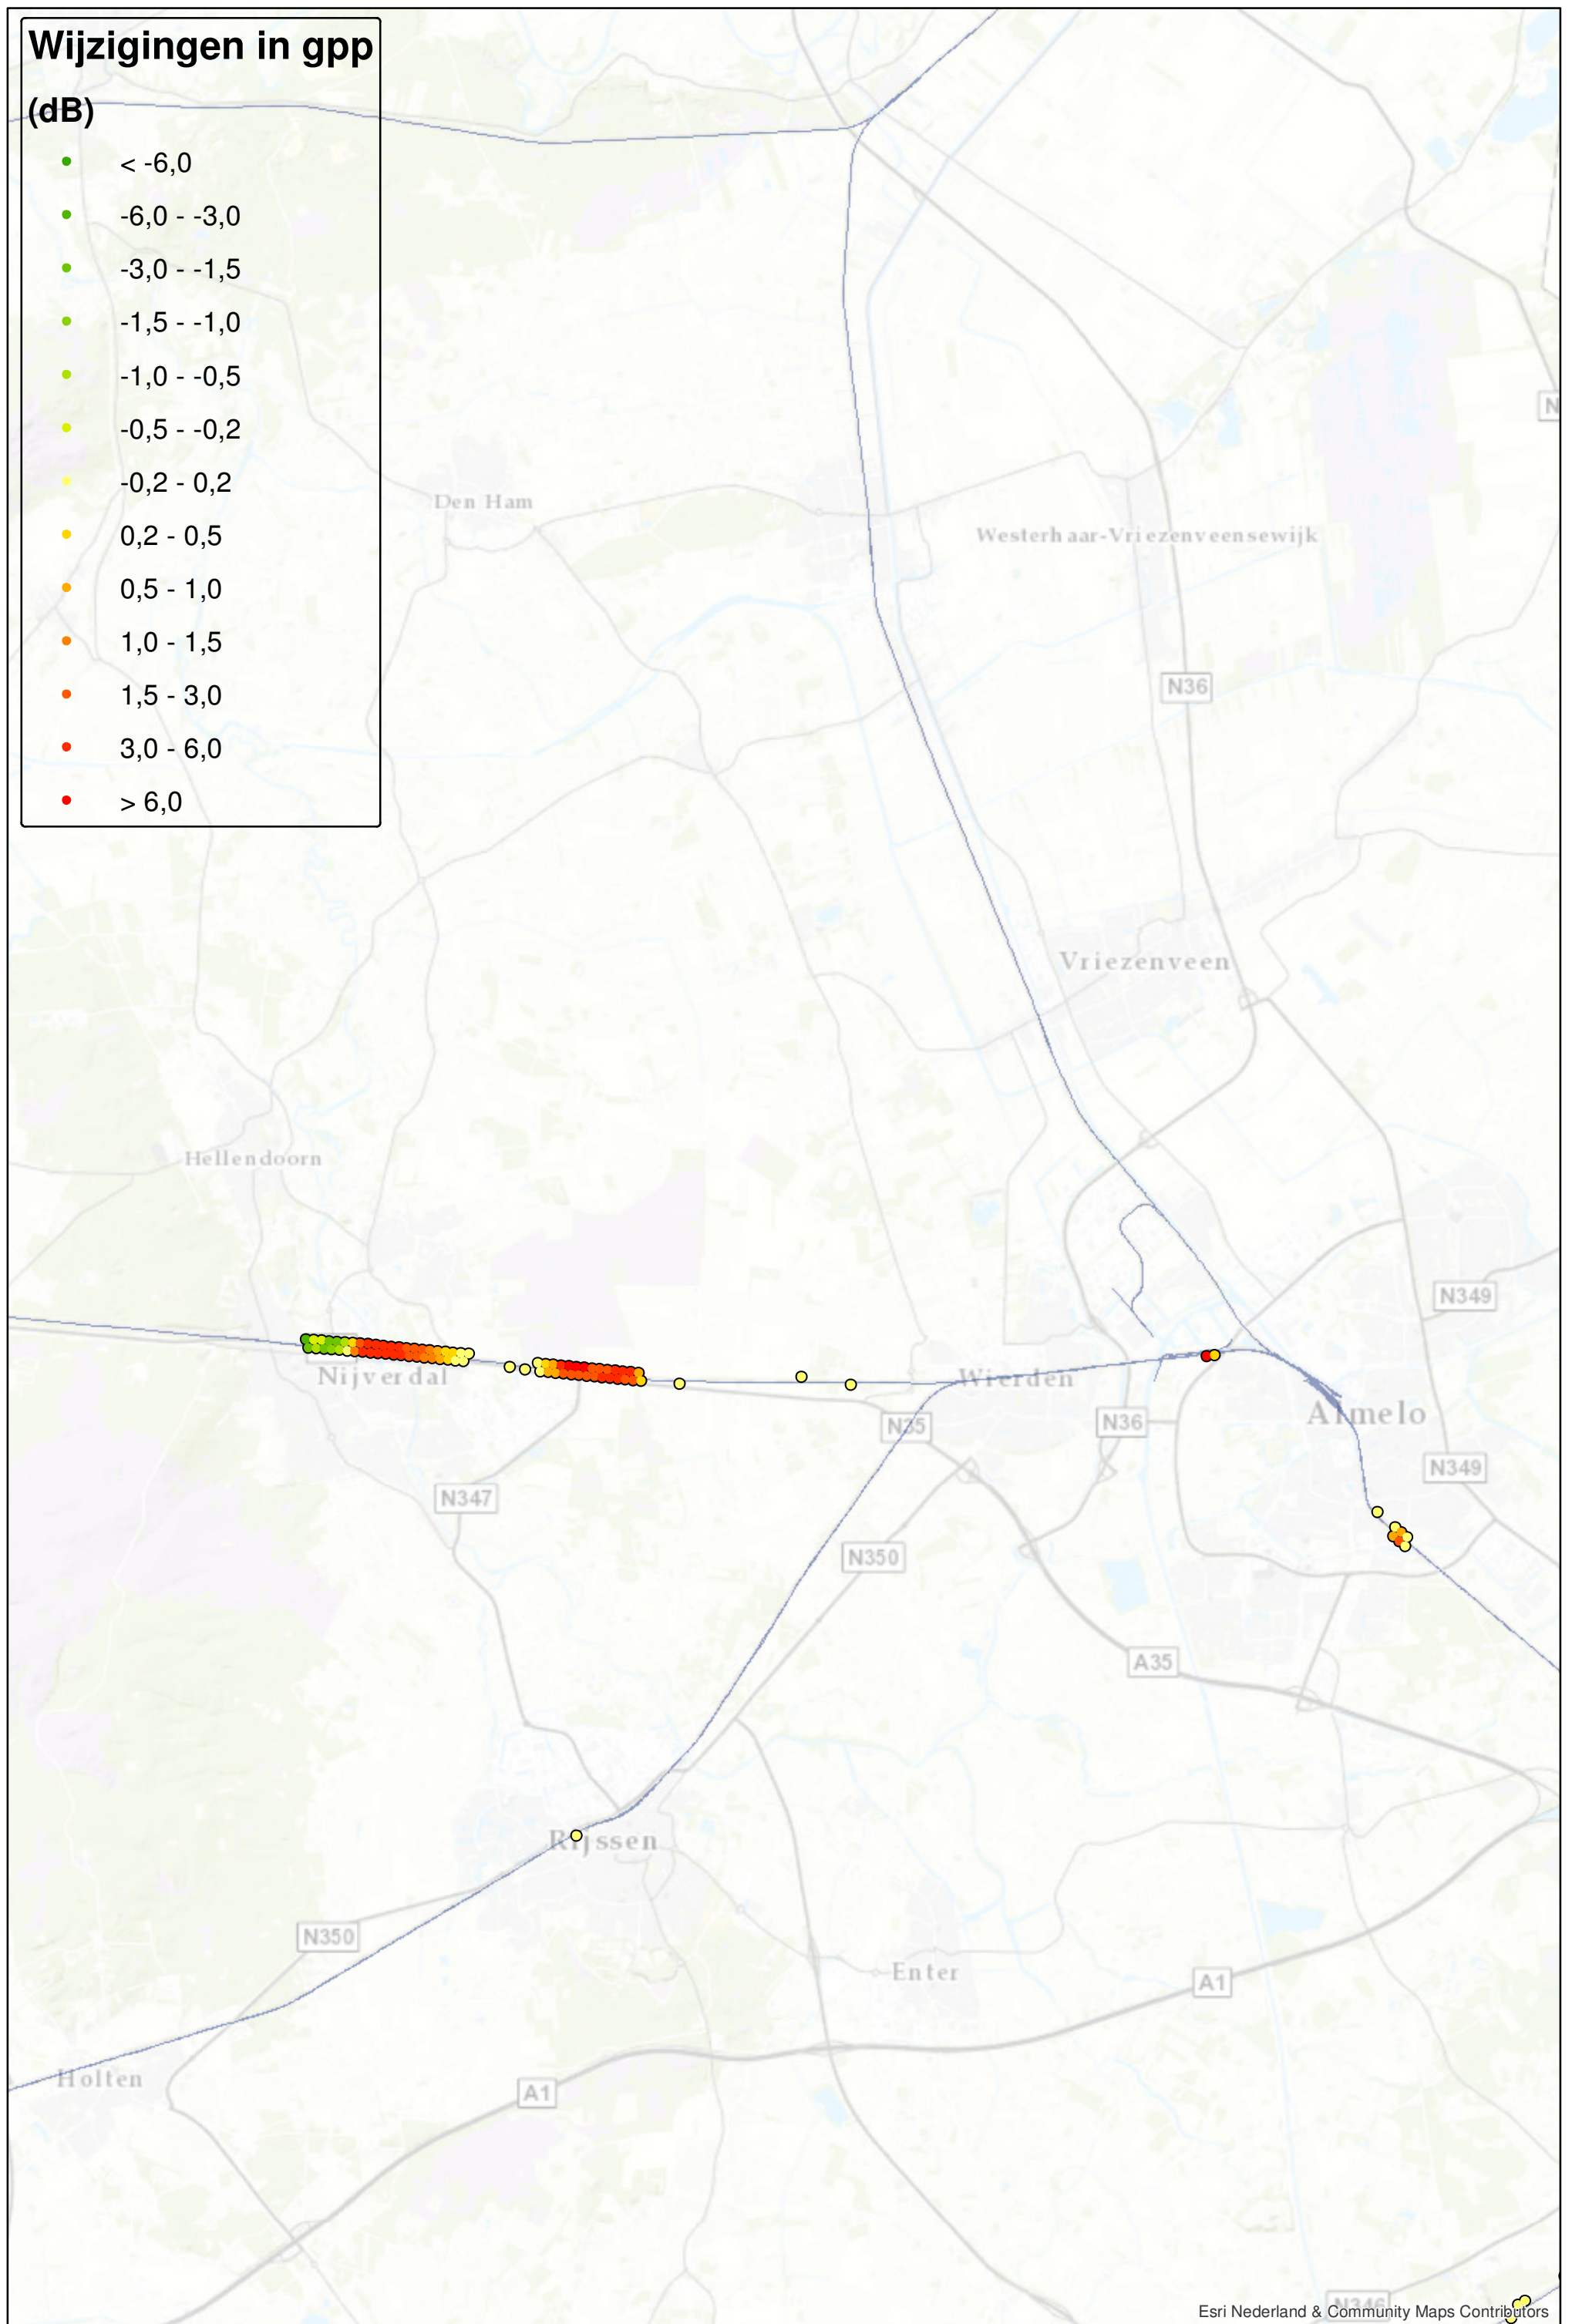 Wijzigingen in gpp
(dB)
< -6,0
-6,0 - -3,0
-3,0 - -1,5
-1,5 - -1,0
-1,0 - -0,5
-0,5 - -0,2
-0,2 - 0,2
0,2 - 0,5
0,5 - 1,0
1,0 - 1,5
1,5 - 3,0
3,0 - 6,0
> 6,0
N
Den Ham
Westerhaar-Vriezenveensewijk
N36
Vriezenveen
Hellendoorn
N349
Nijverdal
Wierden
Almelo
N35
N36
N349
N347
N350
A35
Rijssen
N350
Enter
A1
Holten
A1
N346
Esri Nederland & Community Maps Contributors